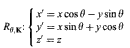 R_{θ,K}: { x' = x cos θ − y sin θ
y' = x sin θ + y cos θ
z' = z